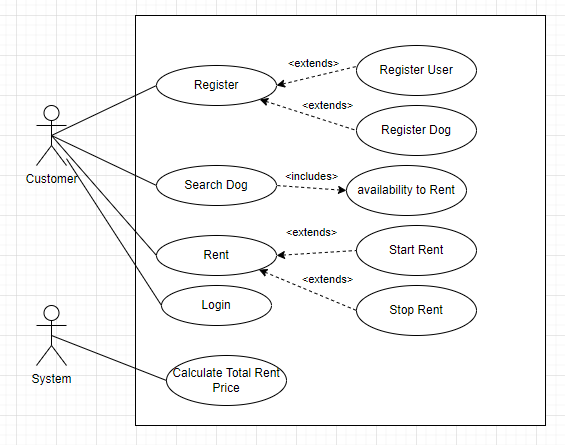 <extends>
Register User
Register
<extends>
Register Dog
Customer
Search Dog
<includes>
availability to Rent
<extends>
Start Rent
Rent
<extends>
Login
Stop Rent
System
Calculate Total Rent
Price